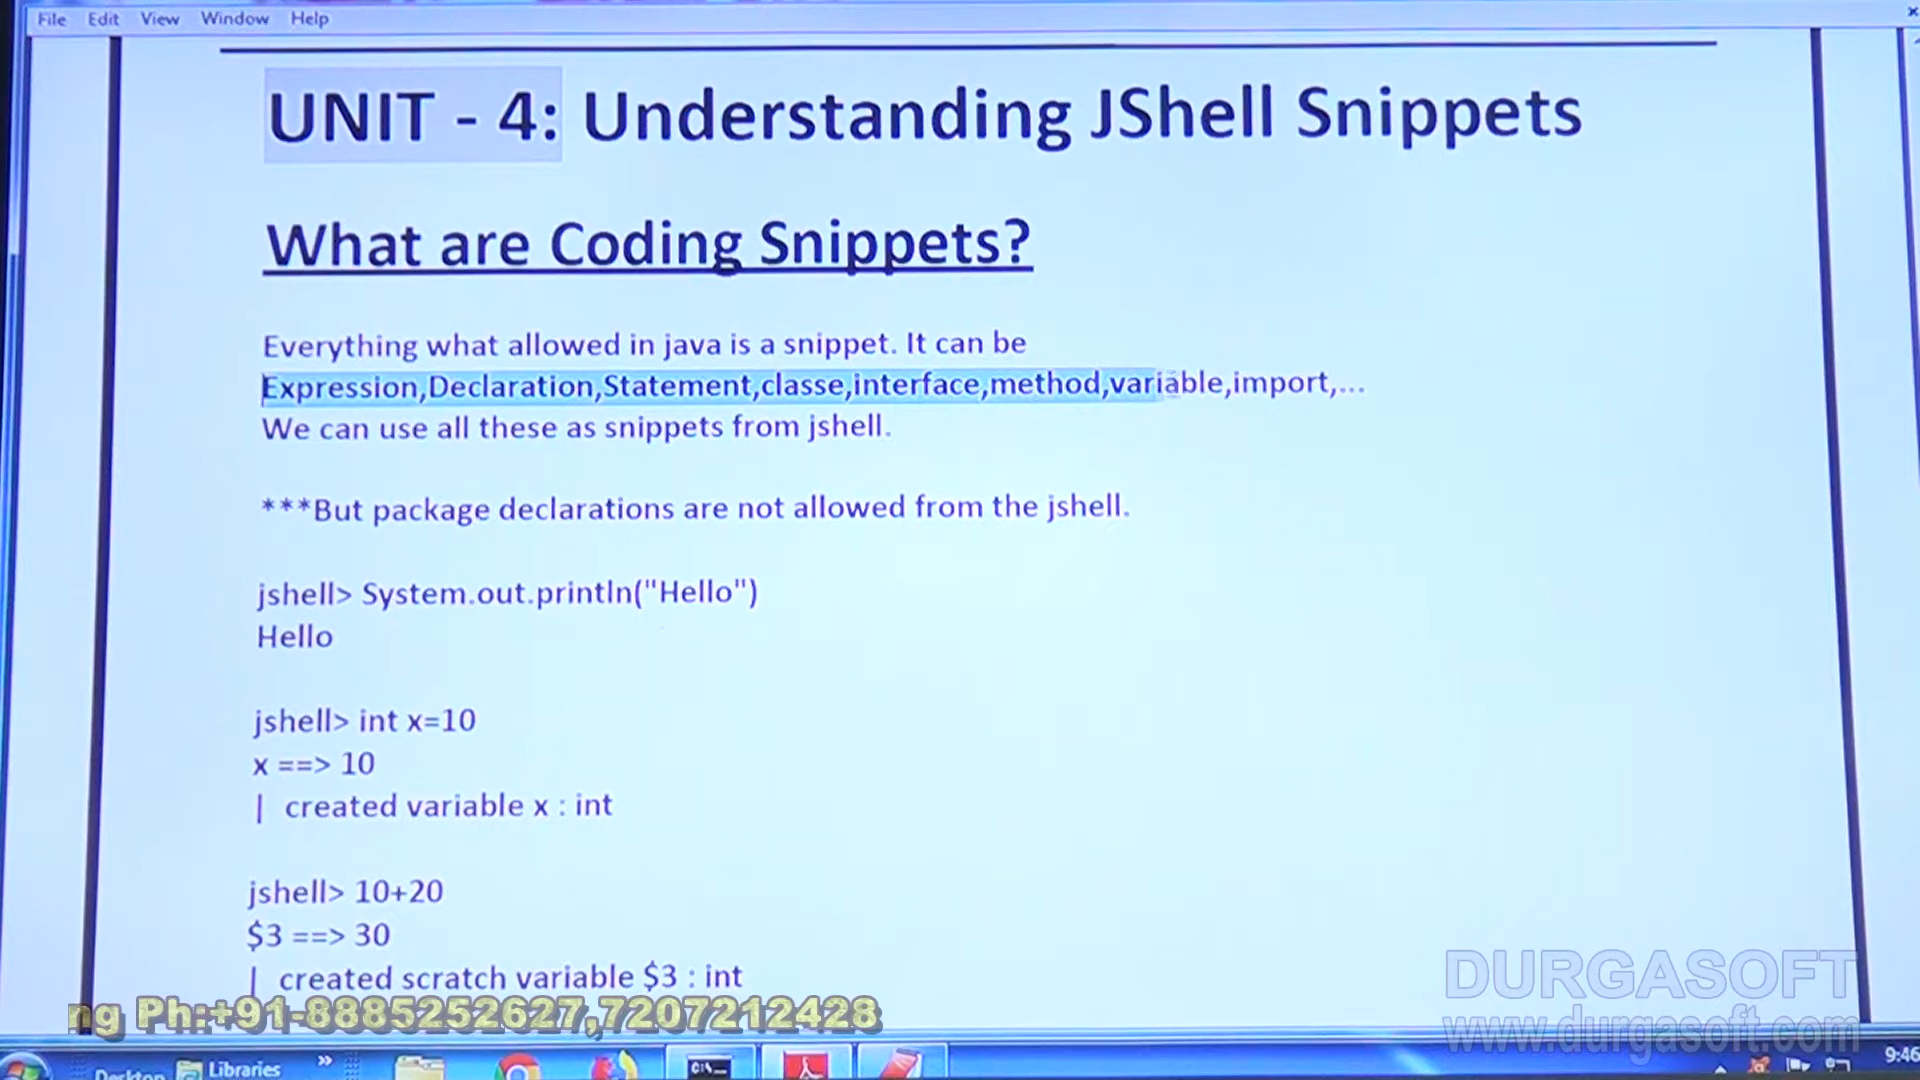 File Edit View Window Help
UNIT - 4: Understanding JShell Snippets
What are Coding Snippets?
Everything what allowed in java is a snippet. It can be
Expression,Declaration,Statement,classe,interface,method,variable,import,...
We can use all these as snippets from jshell.
***But package declarations are not allowed from the jshell.
jshell> System.out.println("Hello")
Hello
jshell> int x=10
x ==> 10
| created variable x : int
jshell> 10+20
$3 ==> 30
| created scratch variable $3 : int
ng Ph:+91-8885252627,7207212428
DURGASOFT
www.durgasoft.com
Desktop Libraries »
9:46